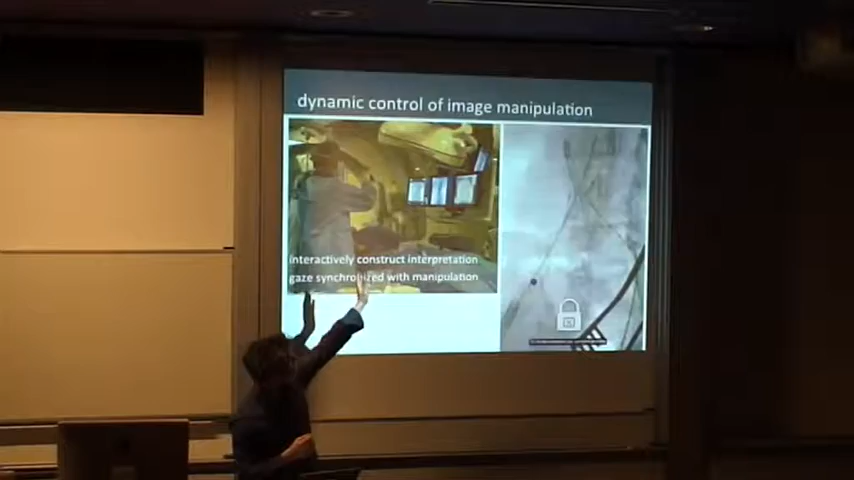 dynamic control of image manipulation
interactively construct interpretation
gaze synchronized with manipulation